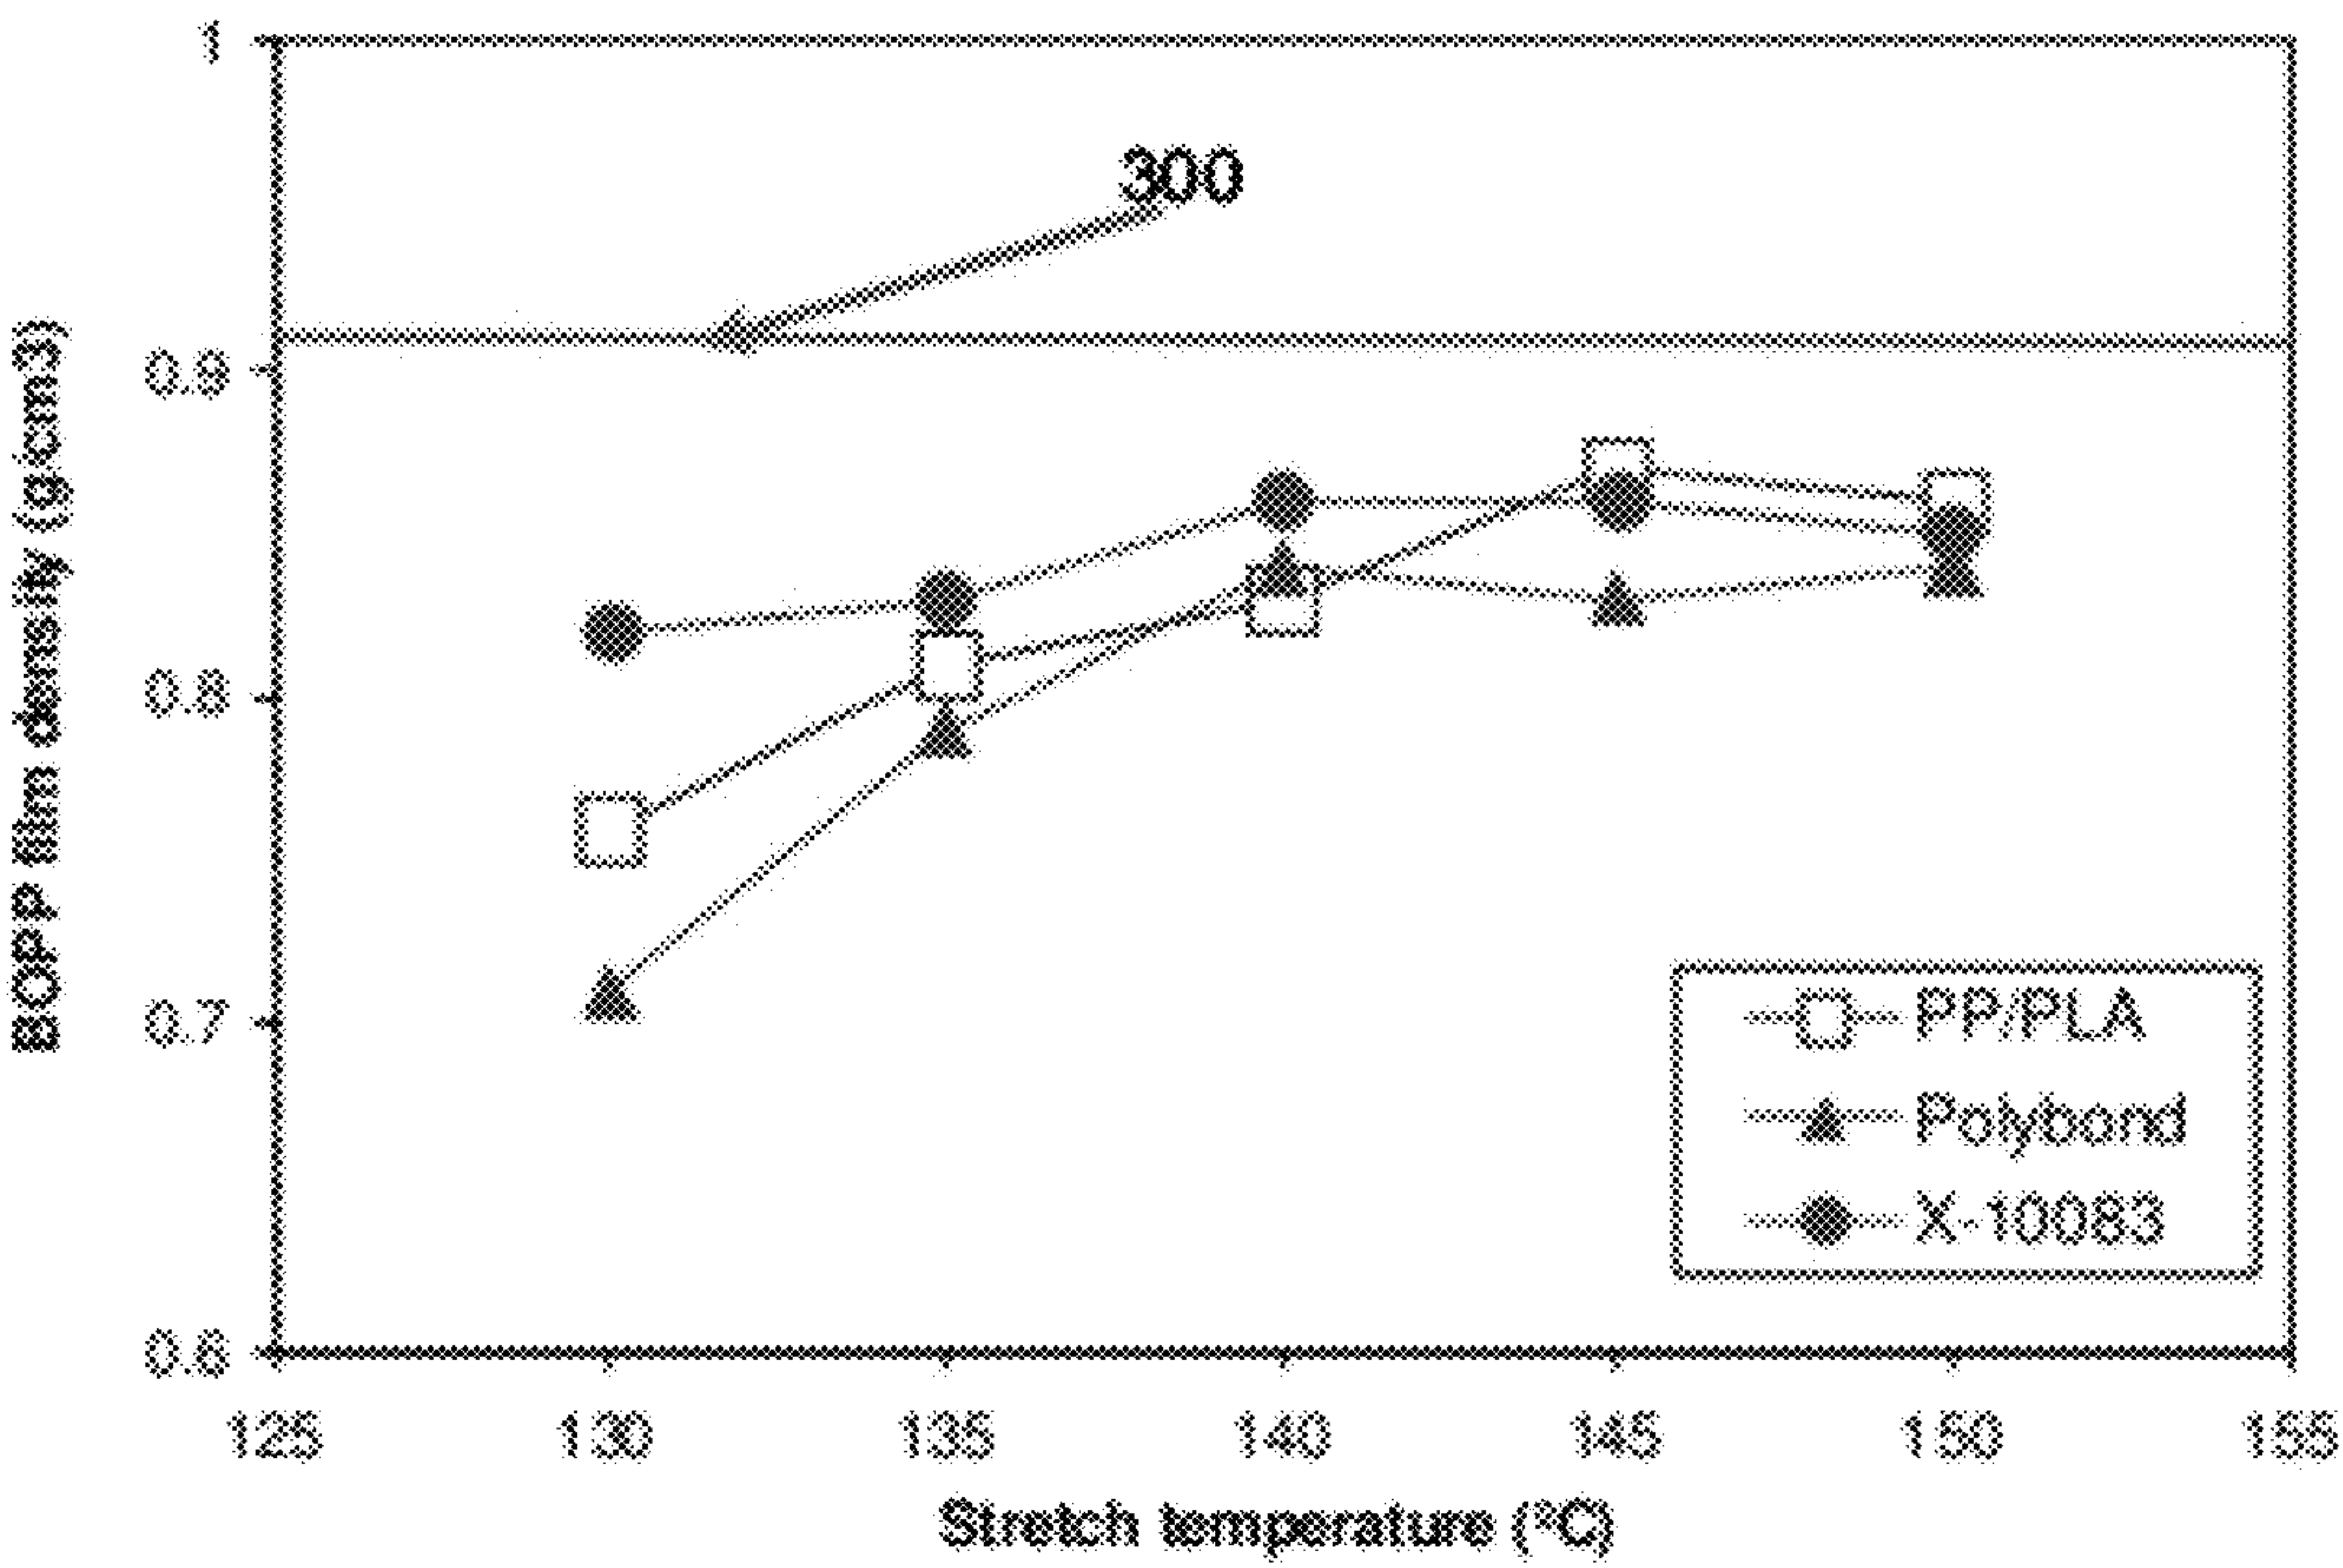 1
300
0.9
0.8
0.7
0.6
BOPP film density (g cm3)
PP/PLA
Polybond
X-10083
125 130 135 140 145 150 155
Stretch temperature (°C)